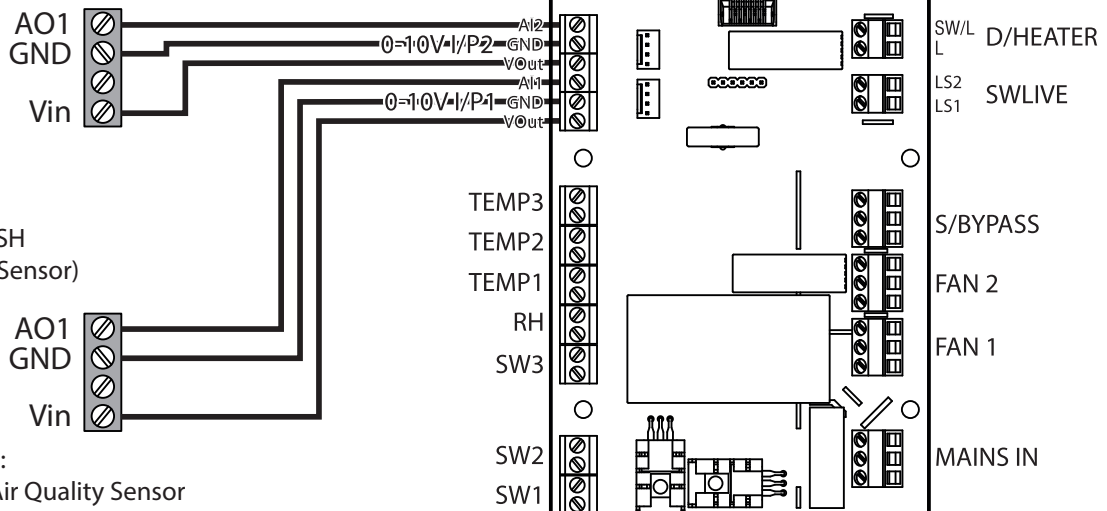 AO1
GND
Vin
AI2
0-10V I/P2 GND
VOut
AI1
0-10V I/P1 GND
VOut
SH
Sensor)
AO1
GND
Vin
:
Air Quality Sensor
TEMP3
TEMP2
TEMP1
RH
SW3
SW2
SW1
SW/L D/HEATER
L
LS2 SWLIVE
LS1
S/BYPASS
FAN 2
FAN 1
MAINS IN